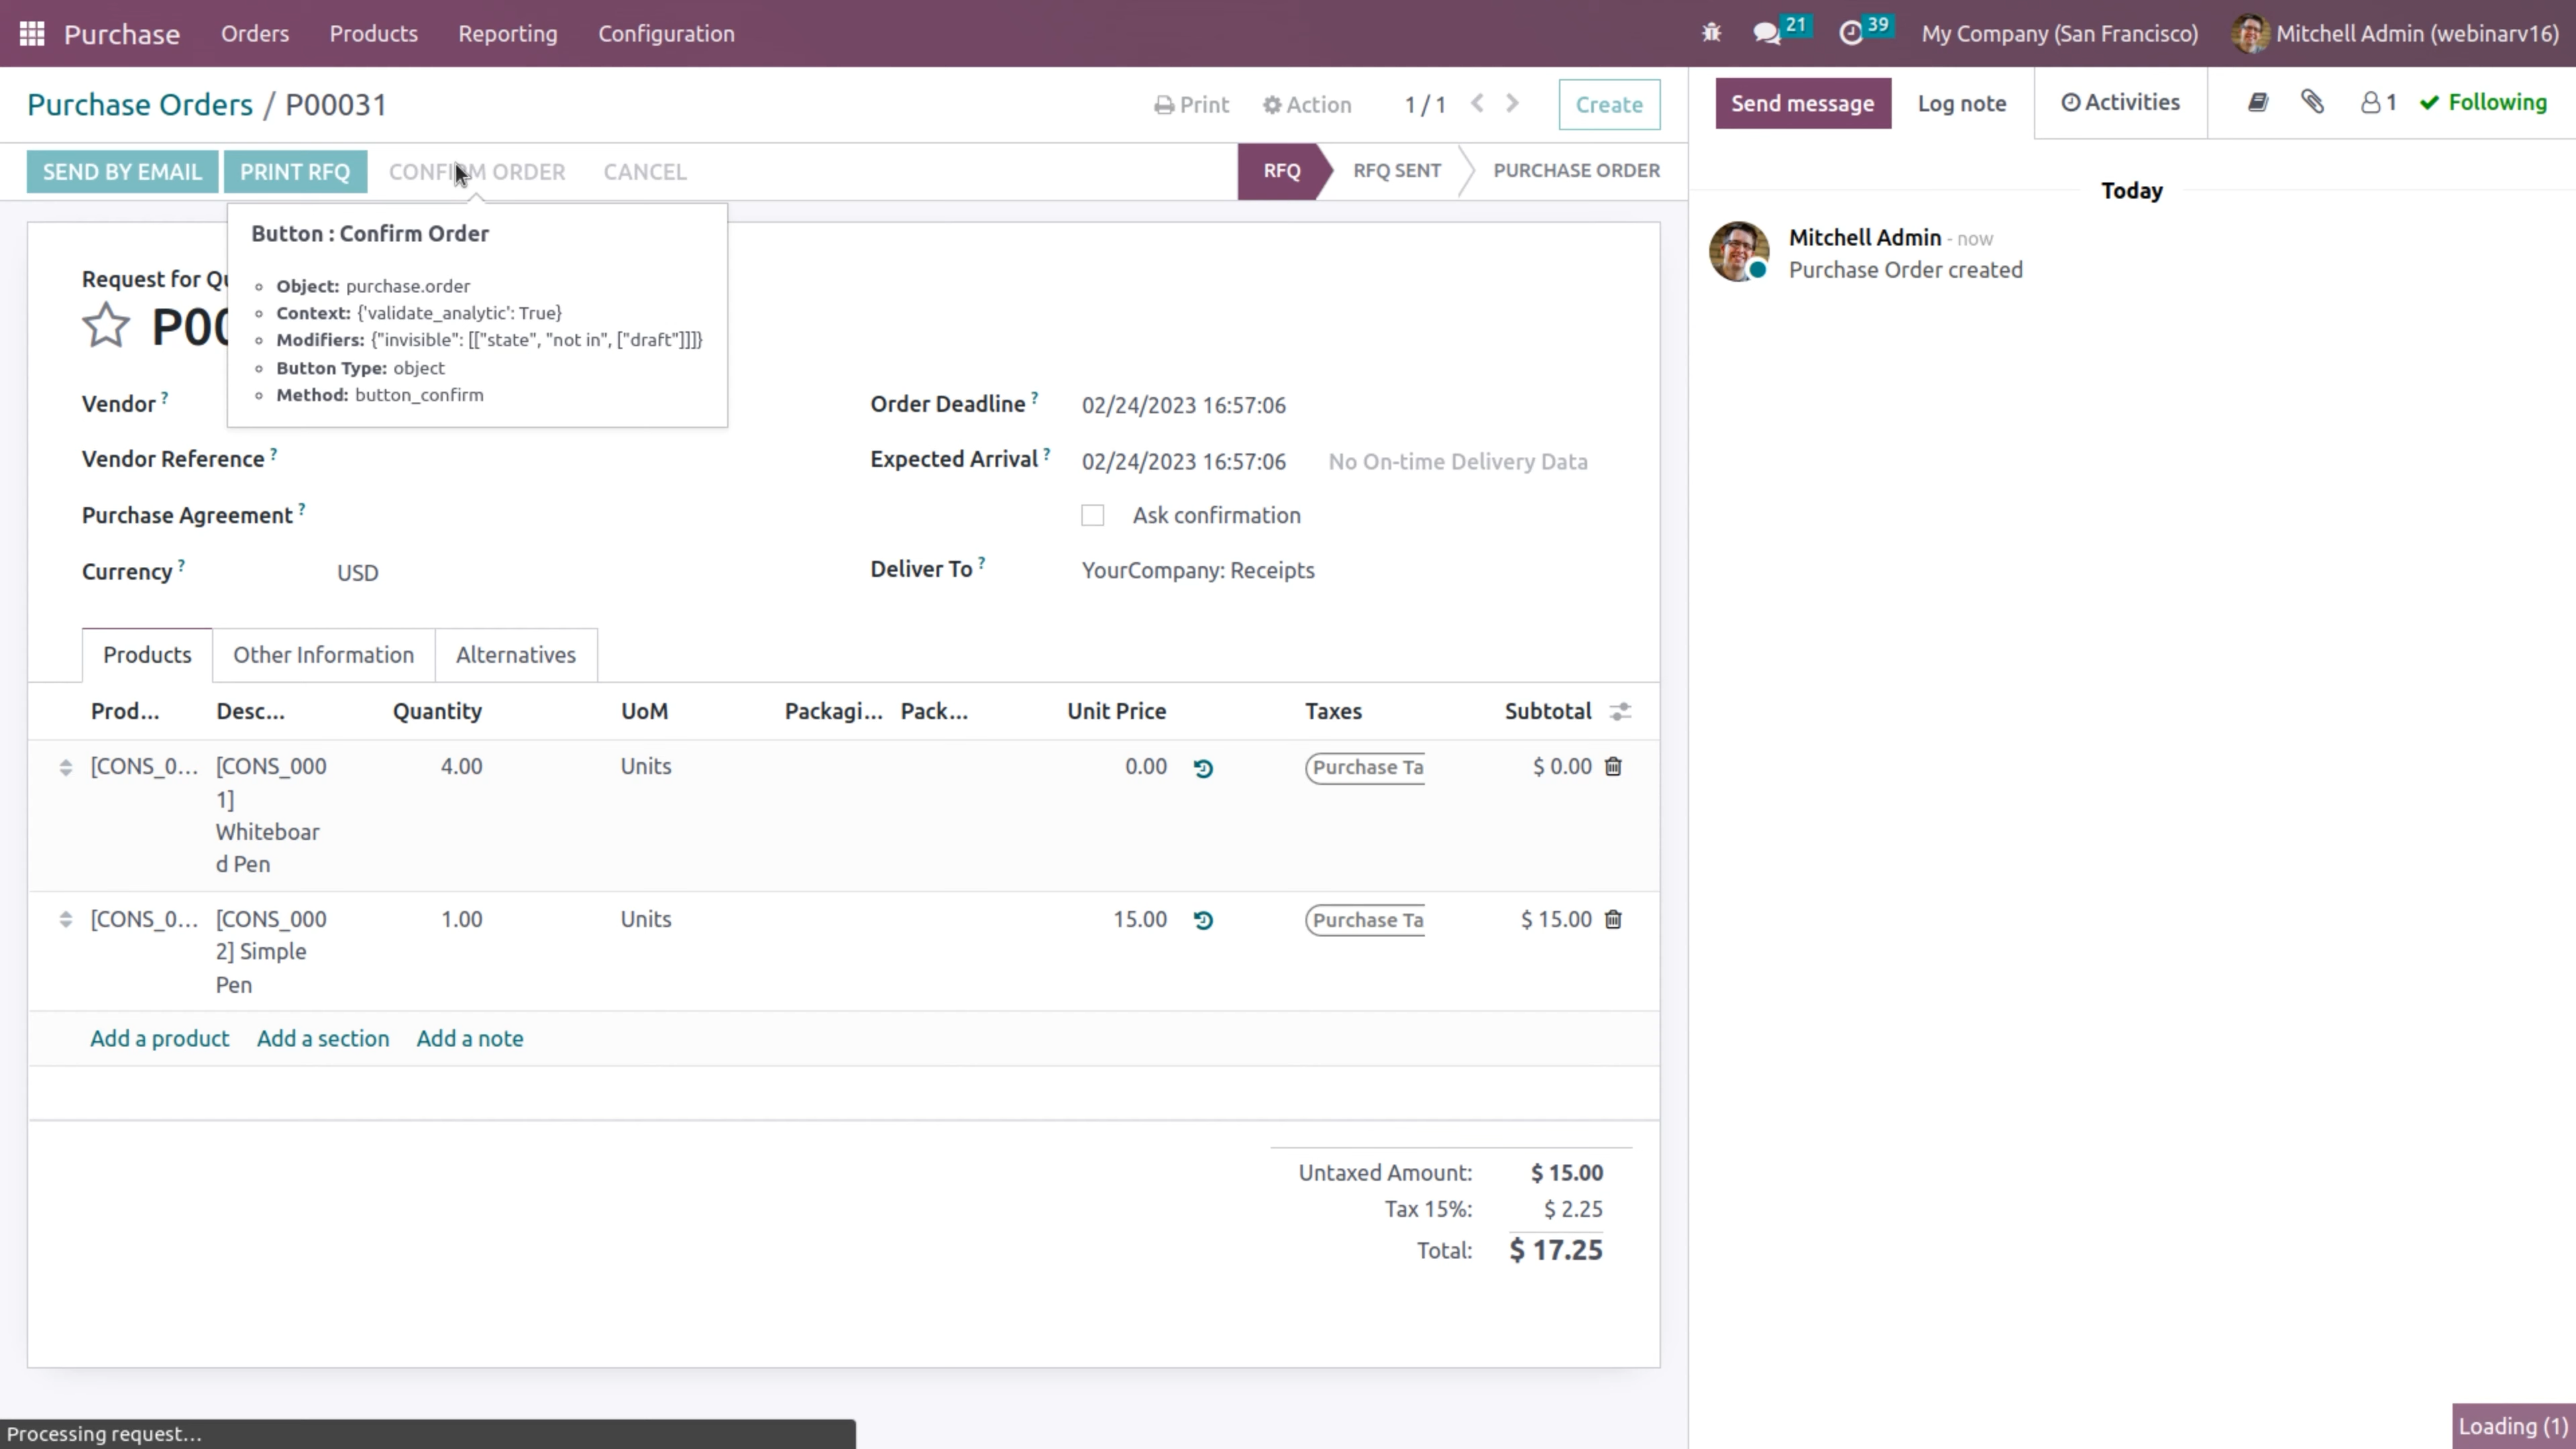 Purchase Orders Products Reporting Configuration 21 39 My Company (San Francisco) Mitchell Admin (webinarv16)
Purchase Orders / P00031 Print Action 1 / 1 Create
Send message Log note Activities 1 Following
SEND BY EMAIL PRINT RFQ CONFIRM ORDER CANCEL RFQ RFQ SENT PURCHASE ORDER
Today
Mitchell Admin - now
Purchase Order created
Button : Confirm Order
Object: purchase.order
Context: {'validate_analytic': True}
Modifiers: {"invisible": [["state", "not in", ["draft"]]]}
Button Type: object
Method: button_confirm
Request for Qu
P00
Vendor ? Order Deadline ? 02/24/2023 16:57:06
Vendor Reference ? Expected Arrival ? 02/24/2023 16:57:06 No On-time Delivery Data
Purchase Agreement ? Ask confirmation
Currency ? USD Deliver To ? YourCompany: Receipts
Products Other Information Alternatives
Prod... Desc... Quantity UoM Packagi... Pack... Unit Price Taxes Subtotal
[CONS_0... [CONS_000 4.00 Units 0.00 Purchase Ta $ 0.00
1]
Whiteboar
d Pen
[CONS_0... [CONS_000 1.00 Units 15.00 Purchase Ta $ 15.00
2] Simple
Pen
Add a product Add a section Add a note
Untaxed Amount: $ 15.00
Tax 15%: $ 2.25
Total: $ 17.25
Processing request...
Loading (1)